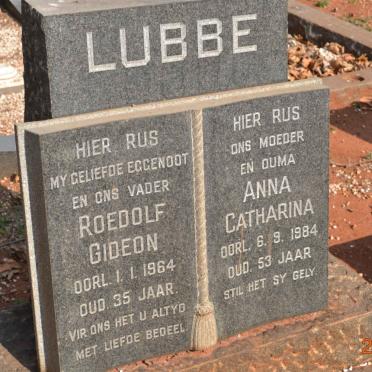 LUBBE
HIER RUS
MY GELIEFDE EGGENOOT
EN ONS VADER
ROEDOLF
GIDEON
OORL. 1. 1. 1964
OUD 35 JAAR.
VIR ONS HET U ALTYD
MET LIEFDE BEDEEL
HIER RUS
ONS MOEDER
EN OUMA
ANNA
CATHARINA
OORL. 6. 9. 1984
OUD. 53 JAAR
STIL HET SY GELY